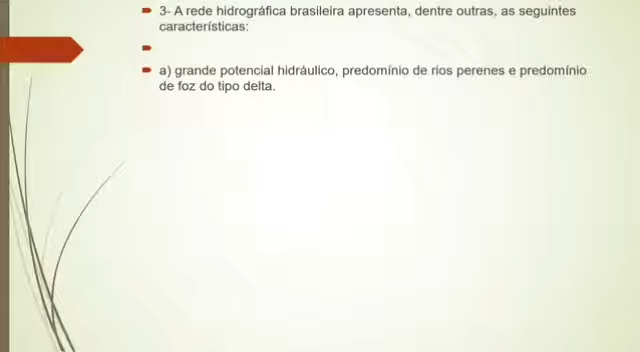 3- A rede hidrográfica brasileira apresenta, dentre outras, as seguintes
características:
a) grande potencial hidráulico, predomínio de rios perenes e predomínio
de foz do tipo delta.